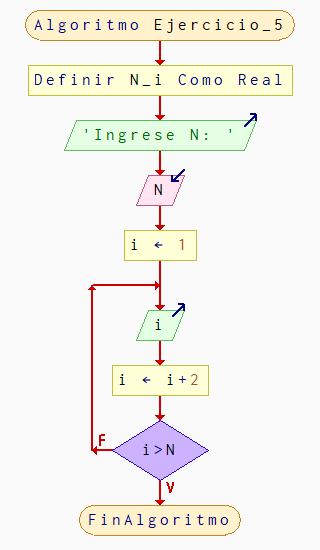 Algoritmo Ejercicio_5
Definir N_i Como Real
'Ingrese N: '
N
i ← 1
i
i ← i+2
i>N
F
V
FinAlgoritmo